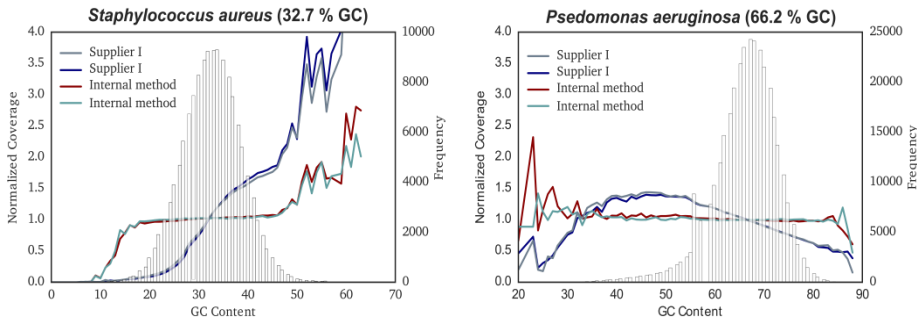 Staphylococcus aureus (32.7 % GC)
4.0
3.5
3.0
2.5
2.0
1.5
1.0
0.5
0.0
Normalized Coverage
Supplier I
Supplier I
Internal method
Internal method
10000
8000
6000
4000
2000
0
Frequency
0 10 20 30 40 50 60 70
GC Content
Psedomonas aeruginosa (66.2 % GC)
4.0
3.5
3.0
2.5
2.0
1.5
1.0
0.5
0.0
Normalized Coverage
Supplier I
Supplier I
Internal method
Internal method
25000
20000
15000
10000
5000
0
Frequency
20 30 40 50 60 70 80 90
GC Content